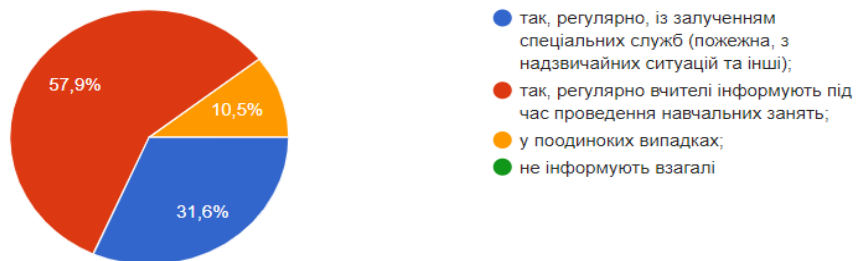 57,9%
10,5%
31,6%
так, регулярно, із залученням
спеціальних служб (пожежна, з
надзвичайних ситуацій та інші);
так, регулярно вчителі інформують під
час проведення навчальних занять;
у поодиноких випадках;
не інформують взагалі